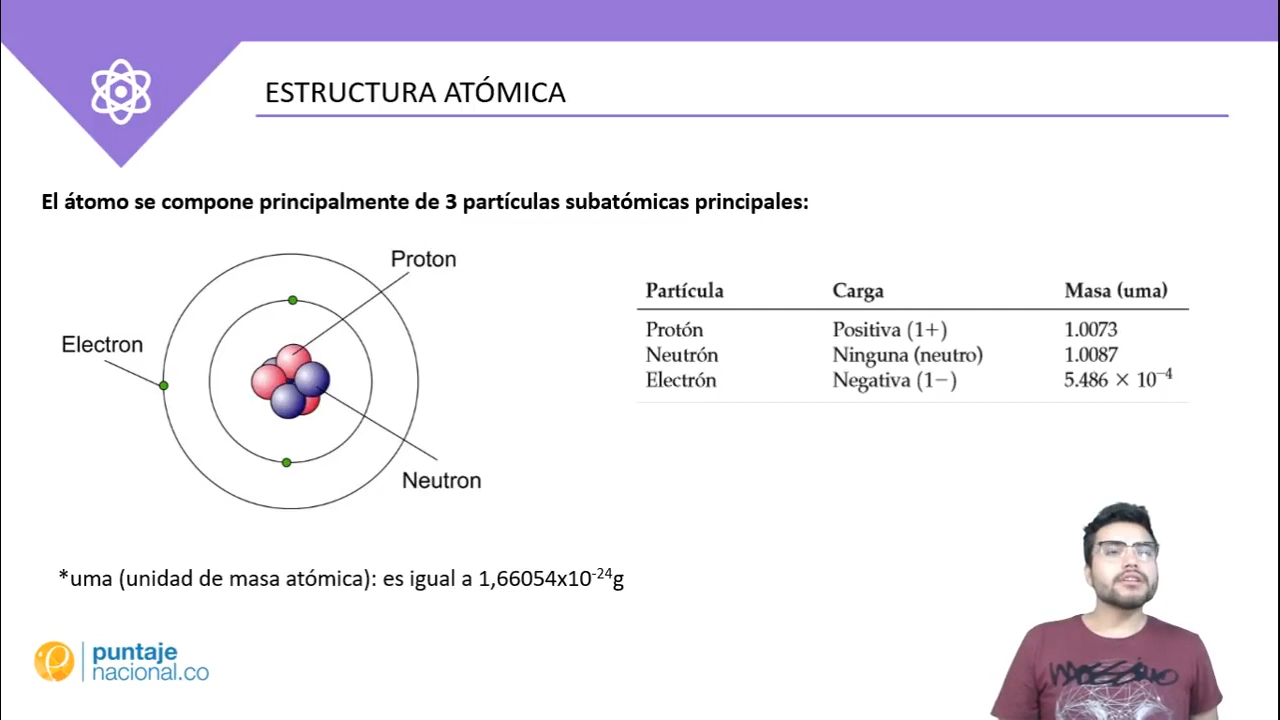 ESTRUCTURA ATÓMICA
El átomo se compone principalmente de 3 partículas subatómicas principales:
Proton
Electron
Neutron
Partícula Carga Masa (uma)
Protón Positiva (1+) 1.0073
Neutrón Ninguna (neutro) 1.0087
Electrón Negativa (1−) 5.486 × 10⁻⁴
*uma (unidad de masa atómica): es igual a 1,66054x10⁻²⁴g
puntaje
nacional.co